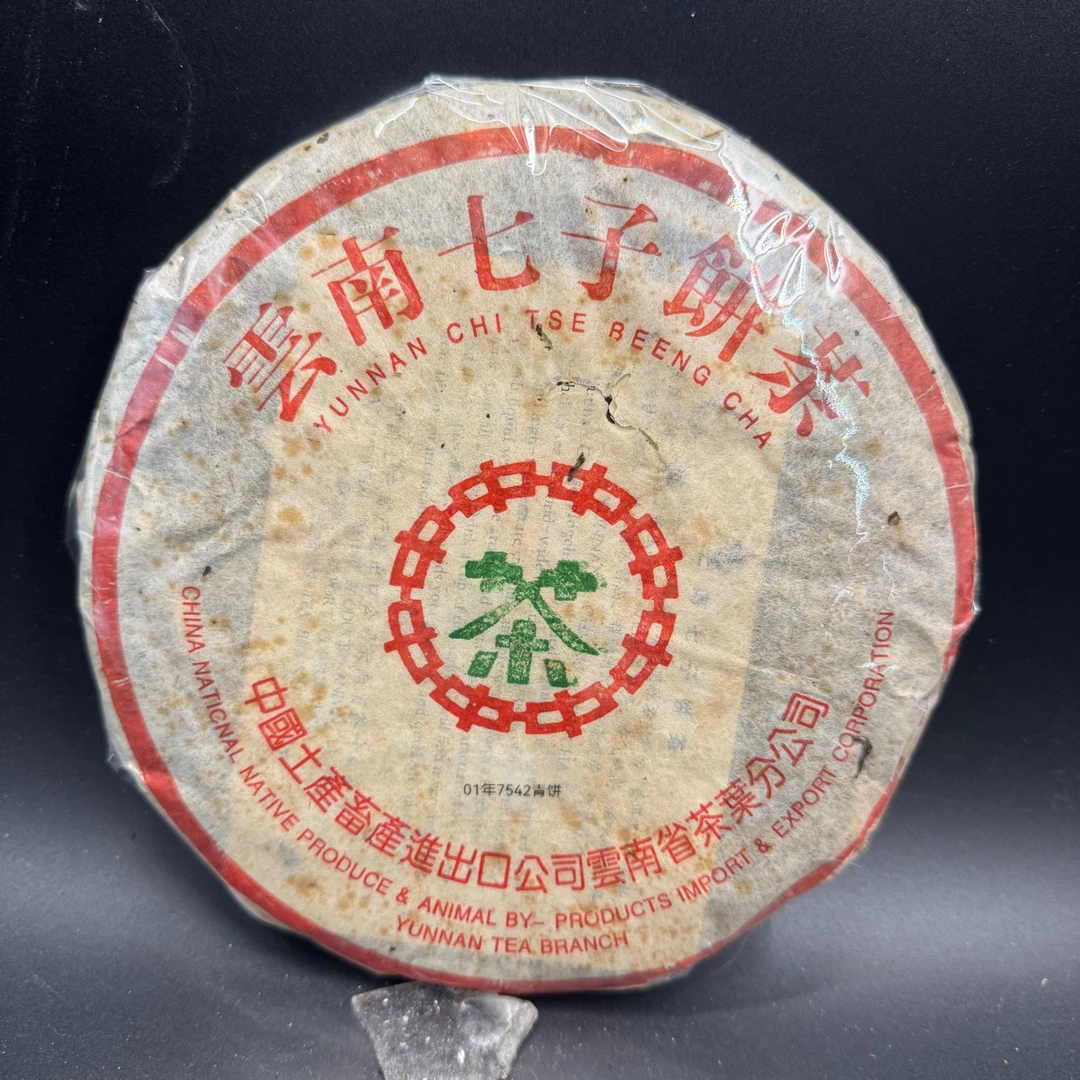 雲南七子餅茶
YUNNAN CHI TSE BEENG CHA
茶
01年7542青饼
中國土產畜產進出口公司雲南省茶葉分公司
CHINA NATICNAL NATIVE PRODUCE & ANIMAL BY- PRODUCTS IMPORT & EXPORT CORPORATION
YUNNAN TEA BRANCH